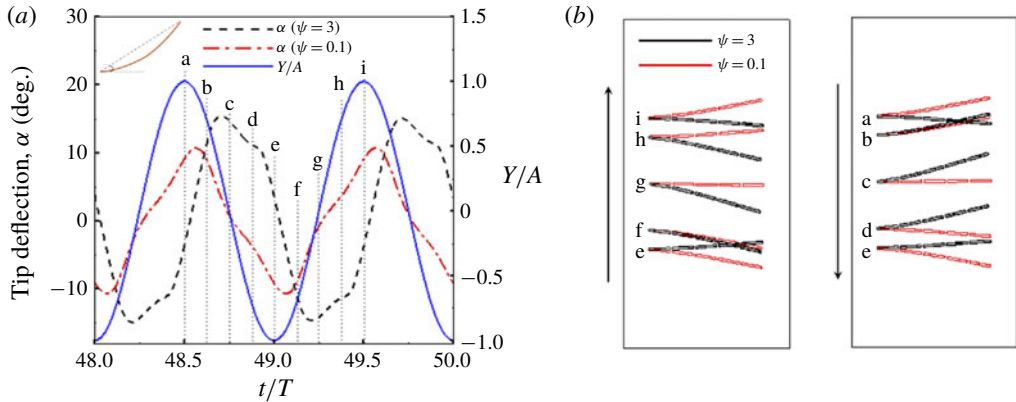 (a)
30
20
10
0
−10
Tip deflection, α (deg.)
α (ψ = 3)
α (ψ = 0.1)
Y/A
a
b
c
d
e
f
g
h
i
1.5
1.0
0.5
0
−0.5
−1.0
Y/A
48.0
48.5
49.0
49.5
50.0
t/T
(b)
ψ = 3
ψ = 0.1
i
h
g
f
e
a
b
c
d
e